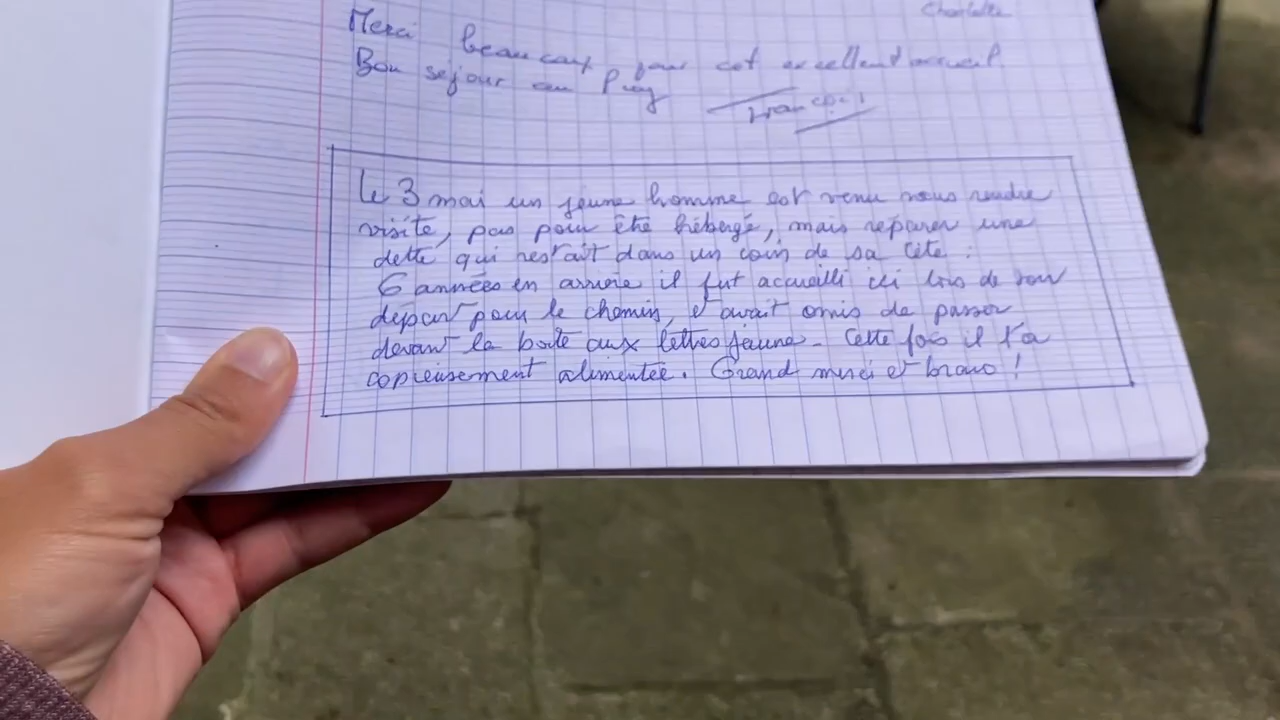 Charlotte
Merci beaucoup pour cet excellent accueil
Bon séjour au Puy
François
Le 3 mai un jeune homme est venu nous rendre
visite, pas pour être hébergé, mais réparer une
dette qui restait dans un coin de sa tête :
6 années en arrière il fut accueilli ici lors de son
départ pour le chemin, et avait omis de passer
devant la boîte aux lettres jaune. Cette fois il l'a
copieusement alimentée. Grand merci et bravo !